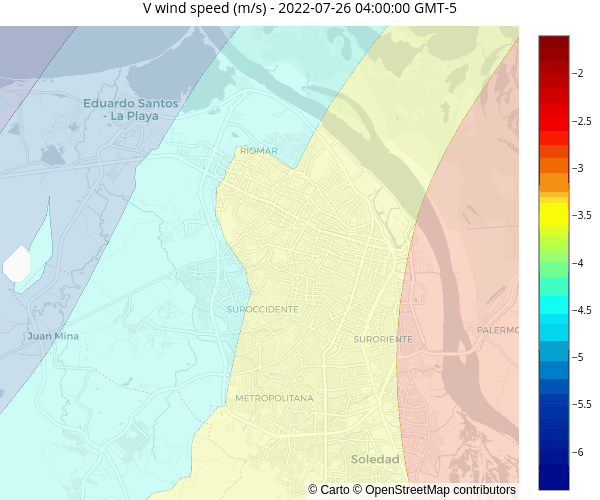 V wind speed (m/s) - 2022-07-26 04:00:00 GMT-5
Eduardo Santos
- La Playa
RIOMAR
SUROCCIDENTE
Juan Mina
SURORIENTE
PALERMO
METROPOLITANA
Soledad
© Carto © OpenStreetMap contributors
−2
−2.5
−3
−3.5
−4
−4.5
−5
−5.5
−6